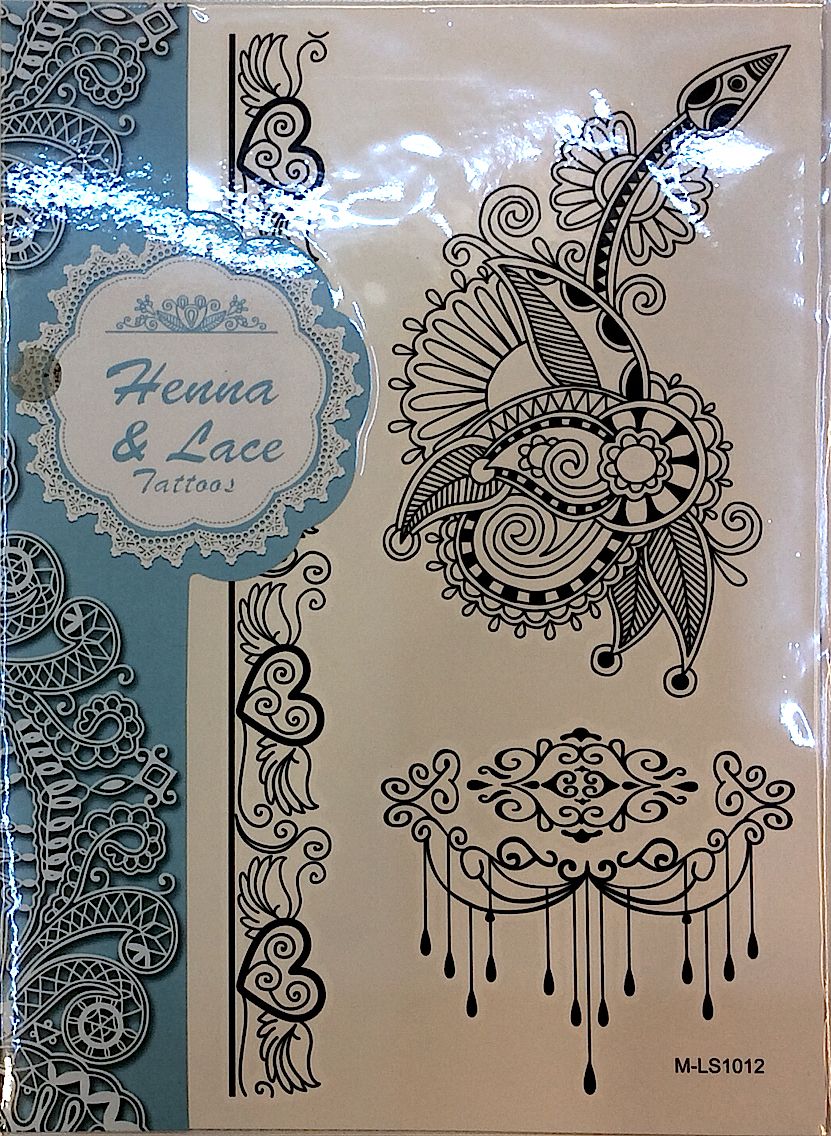 Henna
& Lace
Tattoos
M-LS1012